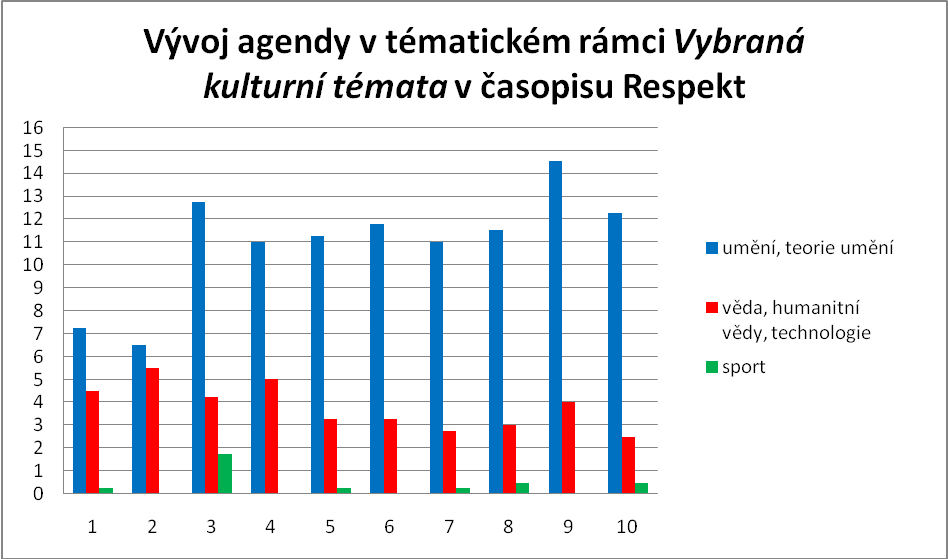 Vývoj agendy v tématickém rámci Vybraná
kulturní témata v časopisu Respekt
16
15
14
13
12
11
10
9
8
7
6
5
4
3
2
1
0
1 2 3 4 5 6 7 8 9 10
umění, teorie umění
věda, humanitní
vědy, technologie
sport